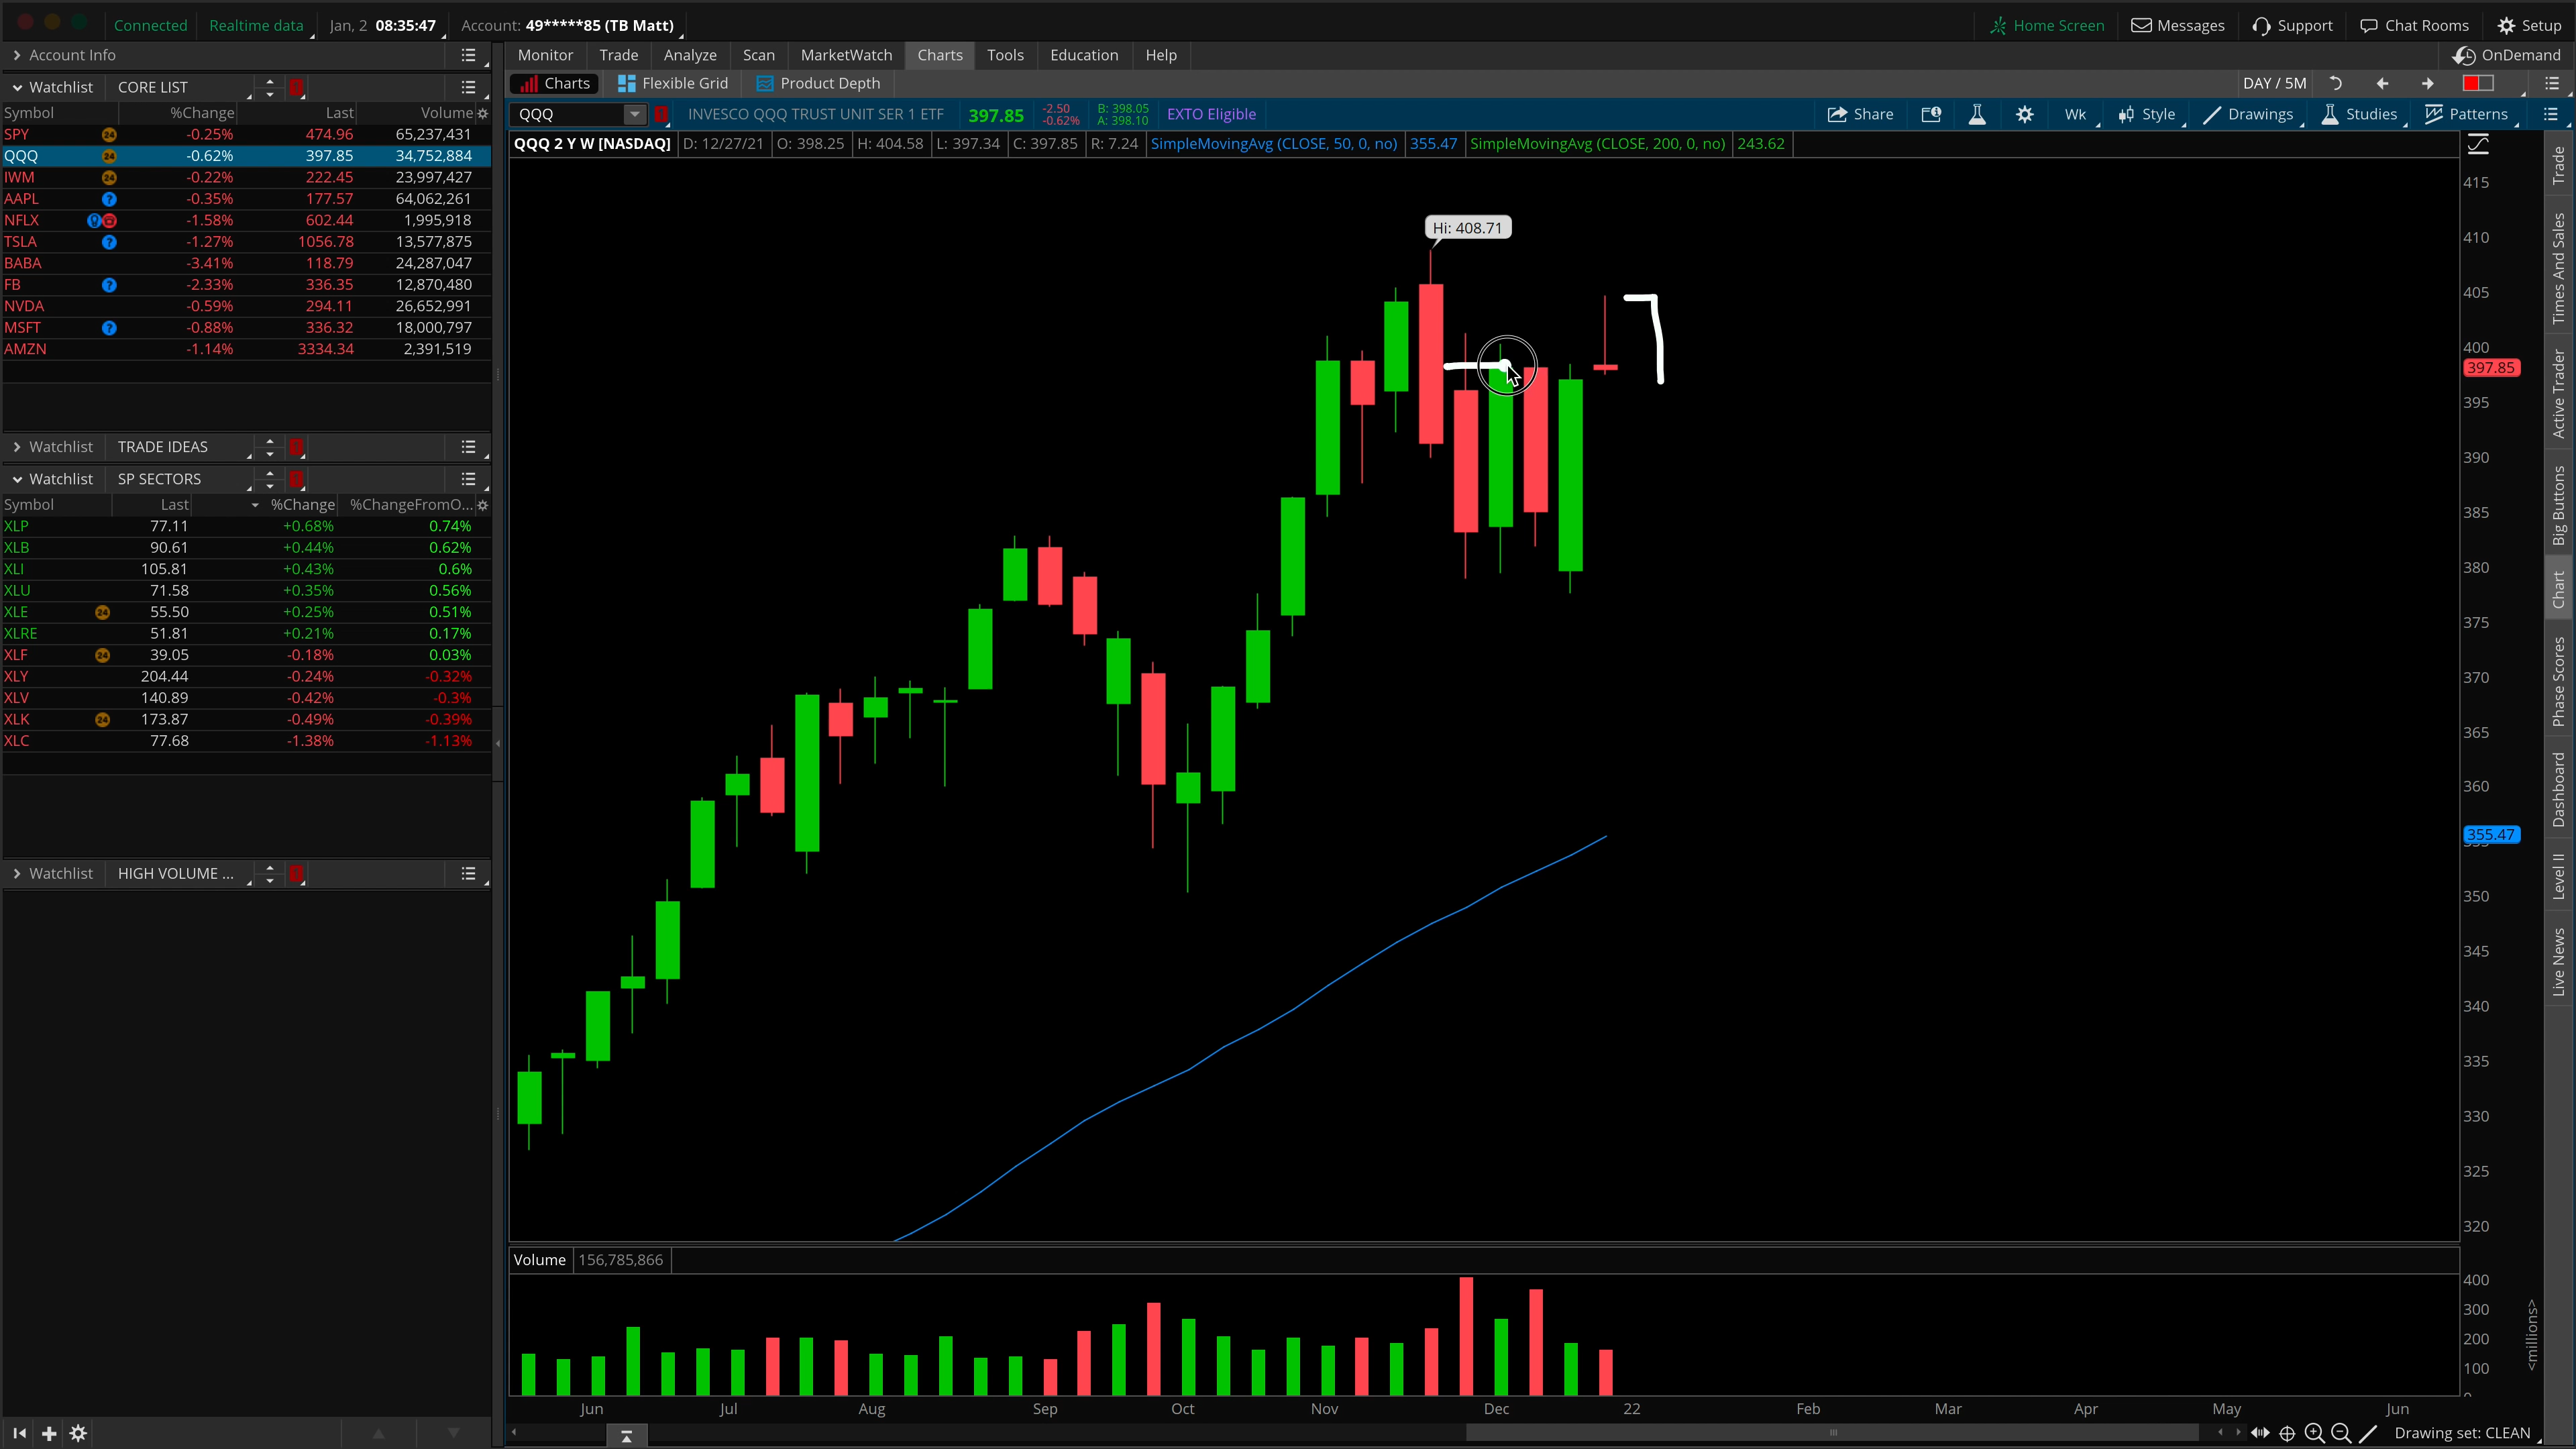 Connected Realtime data Jan, 2 08:35:47 Account: 49*****85 (TB Matt) Home Screen Messages Support Chat Rooms Setup
Account Info Monitor Trade Analyze Scan MarketWatch Charts Tools Education Help OnDemand
Watchlist CORE LIST Charts Flexible Grid Product Depth DAY / 5M
Symbol %Change Last Volume QQQ INVESCO QQQ TRUST UNIT SER 1 ETF 397.85 -2.50 -0.62% B: 398.05 A: 398.10 EXTO Eligible Share Wk Style Drawings Studies Patterns
QQQ 2 Y W [NASDAQ] D: 12/27/21 O: 398.25 H: 404.58 L: 397.34 C: 397.85 R: 7.24 SimpleMovingAvg (CLOSE, 50, 0, no) 355.47 SimpleMovingAvg (CLOSE, 200, 0, no) 243.62
SPY 24 -0.25% 474.96 65,237,431
QQQ 24 -0.62% 397.85 34,752,884
IWM 24 -0.22% 222.45 23,997,427
AAPL ? -0.35% 177.57 64,062,261
NFLX -1.58% 602.44 1,995,918
TSLA ? -1.27% 1056.78 13,577,875
BABA -3.41% 118.79 24,287,047
FB ? -2.33% 336.35 12,870,480
NVDA -0.59% 294.11 26,652,991
MSFT ? -0.88% 336.32 18,000,797
AMZN -1.14% 3334.34 2,391,519
Watchlist TRADE IDEAS
Watchlist SP SECTORS
Symbol Last %Change %ChangeFromO...
XLP 77.11 +0.68% 0.74%
XLB 90.61 +0.44% 0.62%
XLI 105.81 +0.43% 0.6%
XLU 71.58 +0.35% 0.56%
XLE 24 55.50 +0.25% 0.51%
XLRE 51.81 +0.21% 0.17%
XLF 24 39.05 -0.18% 0.03%
XLY 204.44 -0.24% -0.32%
XLV 140.89 -0.42% -0.3%
XLK 24 173.87 -0.49% -0.39%
XLC 77.68 -1.38% -1.13%
Watchlist HIGH VOLUME ...
Hi: 408.71
415
410
405
400
397.85
395
390
385
380
375
370
365
360
355.47
350
345
340
335
330
325
320
Volume 156,785,866
400
300
200
100
<millions>
Jun Jul Aug Sep Oct Nov Dec 22 Feb Mar Apr May Jun
Drawing set: CLEAN
Trade
Times And Sales
Active Trader
Big Buttons
Chart
Phase Scores
Dashboard
Level II
Live News